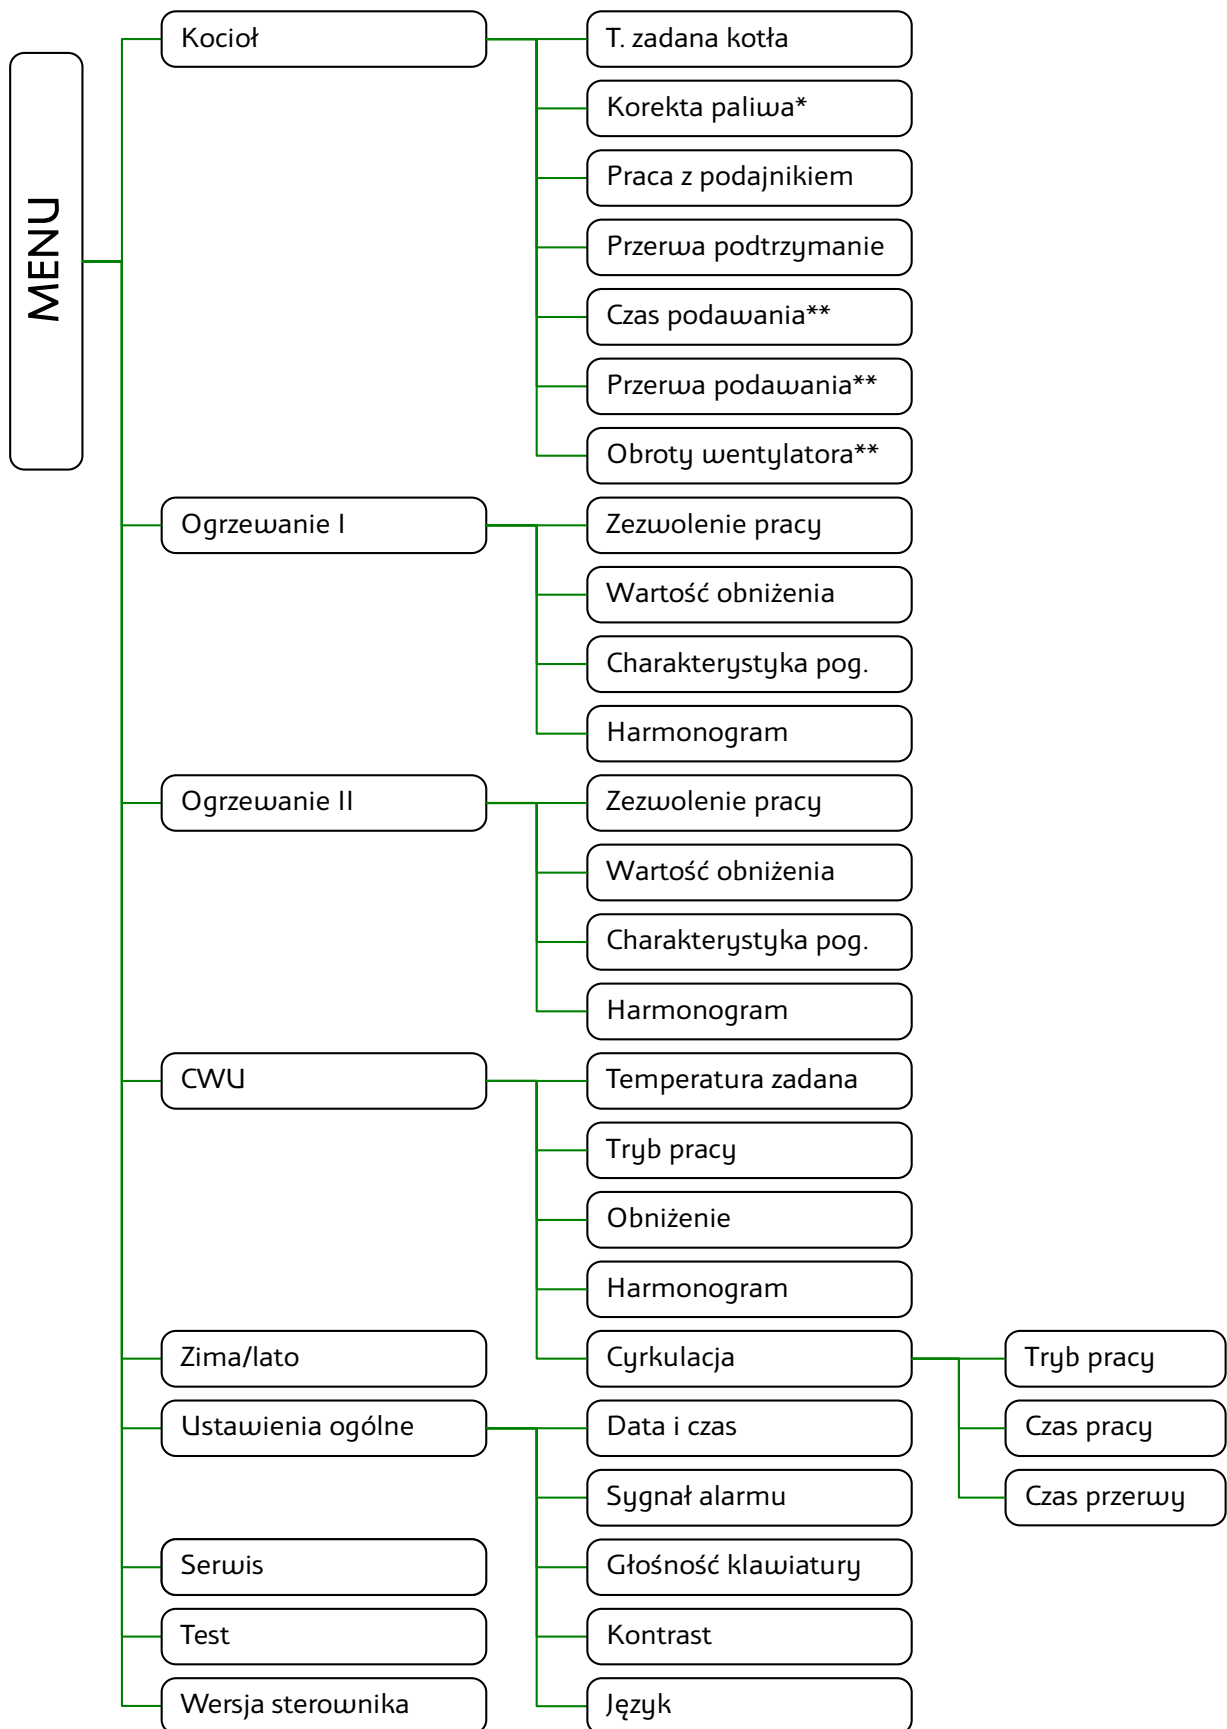 MENU
Kocioł
T. zadana kotła
Korekta paliwa*
Praca z podajnikiem
Przerwa podtrzymanie
Czas podawania**
Przerwa podawania**
Obroty wentylatora**
Ogrzewanie I
Zezwolenie pracy
Wartość obniżenia
Charakterystyka pog.
Harmonogram
Ogrzewanie II
Zezwolenie pracy
Wartość obniżenia
Charakterystyka pog.
Harmonogram
CWU
Temperatura zadana
Tryb pracy
Obniżenie
Harmonogram
Cyrkulacja
Tryb pracy
Czas pracy
Czas przerwy
Zima/lato
Ustawienia ogólne
Data i czas
Sygnał alarmu
Głośność klawiatury
Kontrast
Język
Serwis
Test
Wersja sterownika